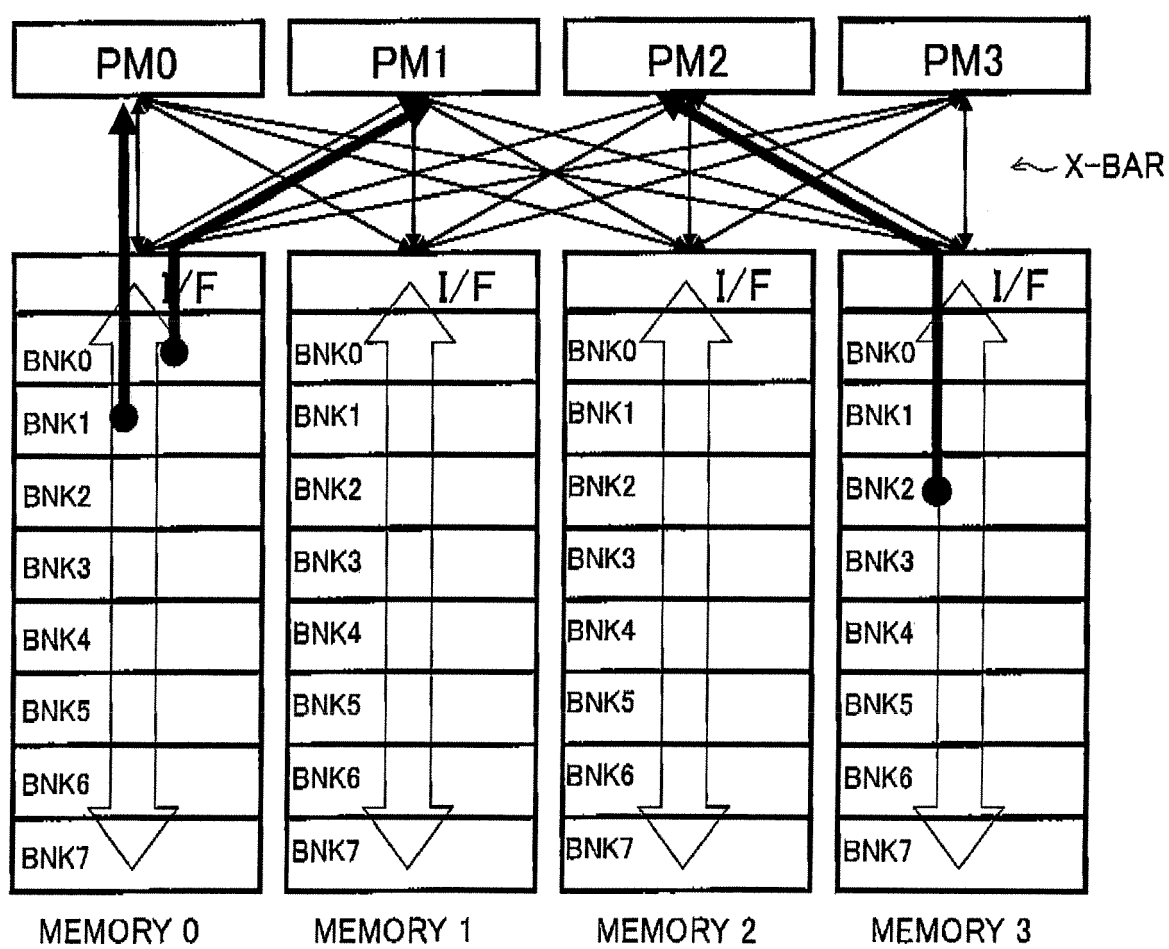 PM0 PM1 PM2 PM3
X-BAR
I/F I/F I/F I/F
BNK0 BNK0 BNK0 BNK0
BNK1 BNK1 BNK1 BNK1
BNK2 BNK2 BNK2 BNK2
BNK3 BNK3 BNK3 BNK3
BNK4 BNK4 BNK4 BNK4
BNK5 BNK5 BNK5 BNK5
BNK6 BNK6 BNK6 BNK6
BNK7 BNK7 BNK7 BNK7
MEMORY 0 MEMORY 1 MEMORY 2 MEMORY 3